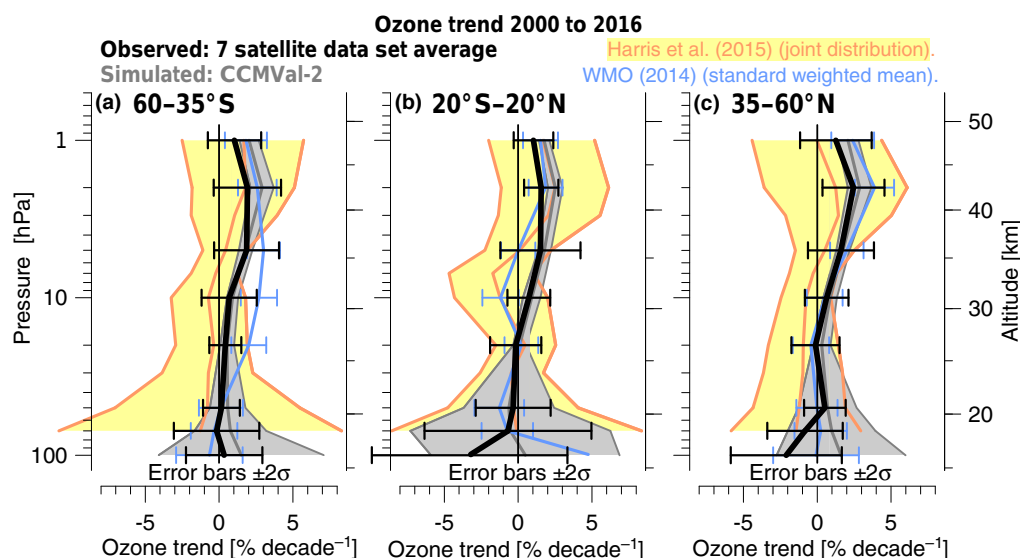 Ozone trend 2000 to 2016
Observed: 7 satellite data set average
Harris et al. (2015) (joint distribution).
Simulated: CCMVal-2
WMO (2014) (standard weighted mean).
(a) 60–35°S
(b) 20°S–20°N
(c) 35–60°N
Pressure [hPa]
1
10
100
50
40
30
20
Altitude [km]
Error bars ±2σ
Error bars ±2σ
Error bars ±2σ
-5 0 5
-5 0 5
-5 0 5
Ozone trend [% decade⁻¹]
Ozone trend [% decade⁻¹]
Ozone trend [% decade⁻¹]